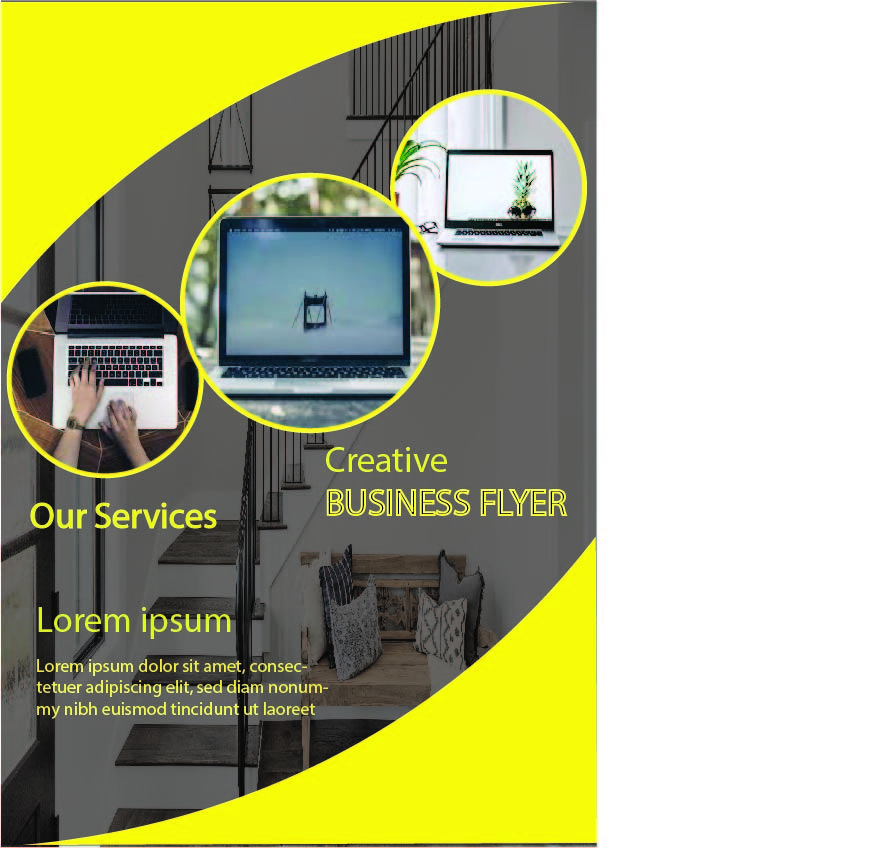 Creative
BUSINESS FLYER
Our Services
Lorem ipsum
Lorem ipsum dolor sit amet, consec-
tetuer adipiscing elit, sed diam nonum-
my nibh euismod tincidunt ut laoreet